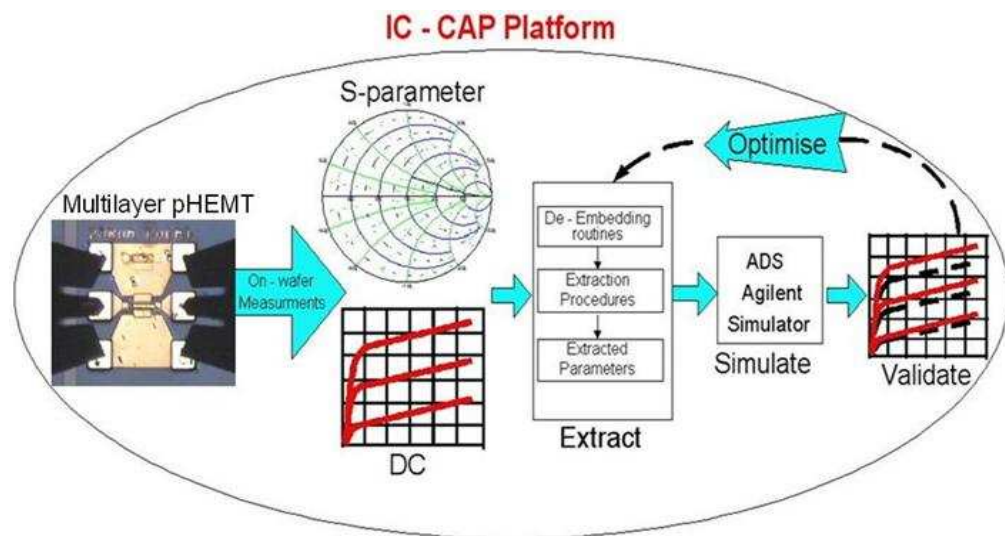 IC - CAP Platform
S-parameter
Optimise
Multilayer pHEMT
On - wafer
Measurments
De - Embedding
routines
Extraction
Procedures
Extracted
Parameters
ADS
Agilent
Simulator
Simulate
Validate
Extract
DC